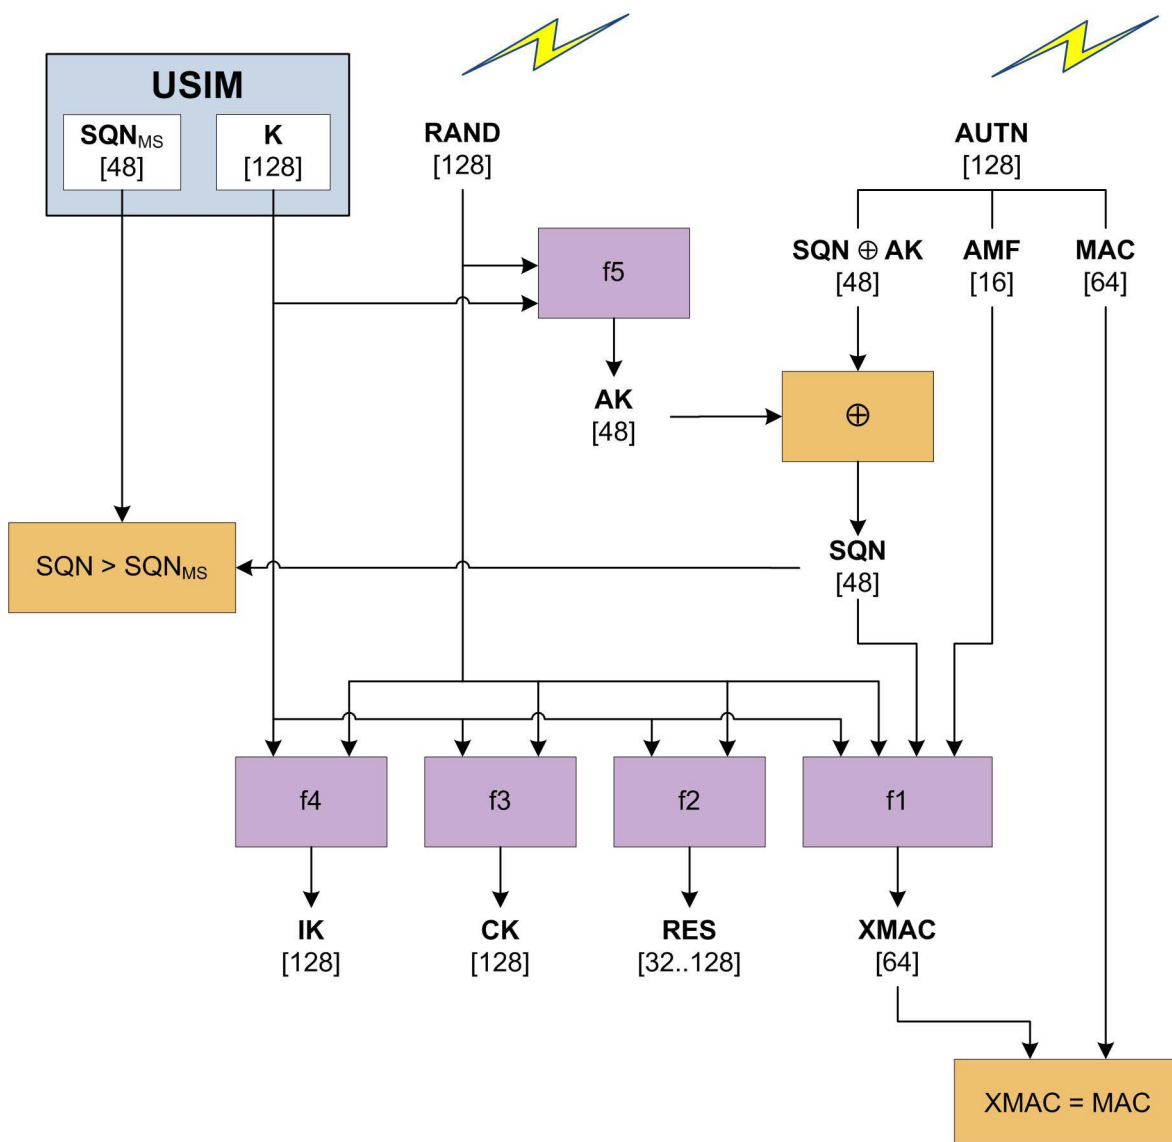 USIM
SQNMS
[48]
K
[128]
RAND
[128]
AUTN
[128]
f5
SQN ⊕ AK
[48]
AMF
[16]
MAC
[64]
AK
[48]
⊕
SQN > SQNMS
SQN
[48]
f4
f3
f2
f1
IK
[128]
CK
[128]
RES
[32..128]
XMAC
[64]
XMAC = MAC